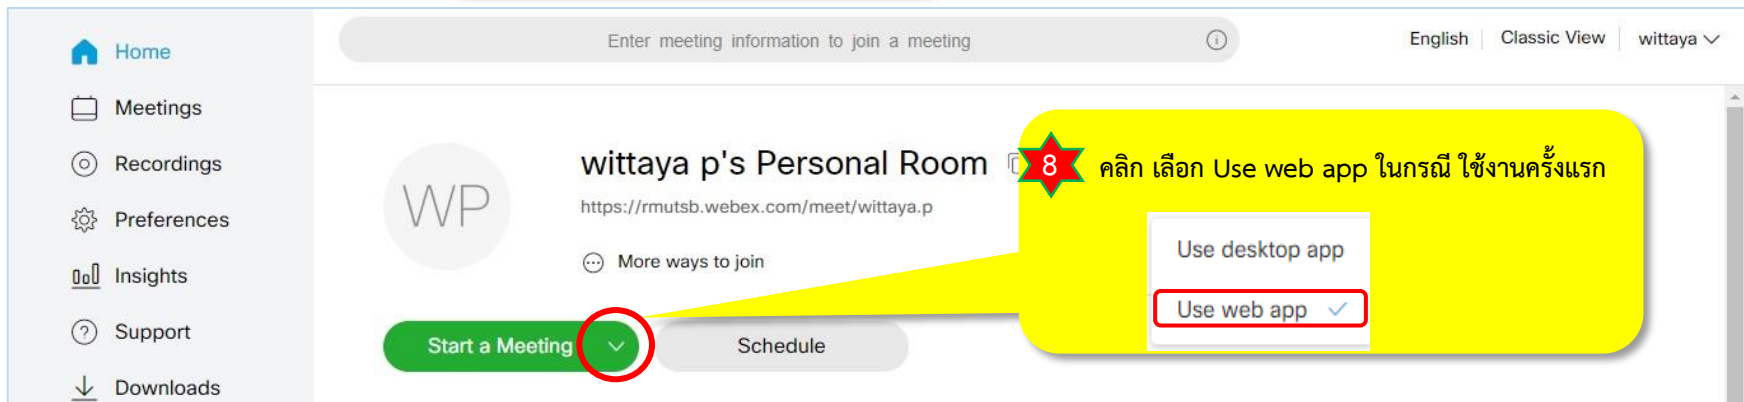 Home
Enter meeting information to join a meeting
English
Classic View
wittaya
Meetings
Recordings
Preferences
Insights
Support
Downloads
WP
wittaya p's Personal Room
https://rmutsb.webex.com/meet/wittaya.p
More ways to join
Start a Meeting
Schedule
8 คลิก เลือก Use web app ในกรณี ใช้งานครั้งแรก
Use desktop app
Use web app